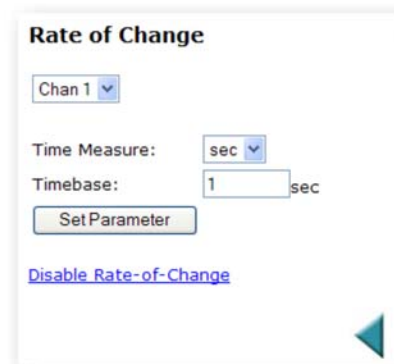 Rate of Change
Chan 1
Time Measure: sec
Timebase: 1 sec
Set Parameter
Disable Rate-of-Change